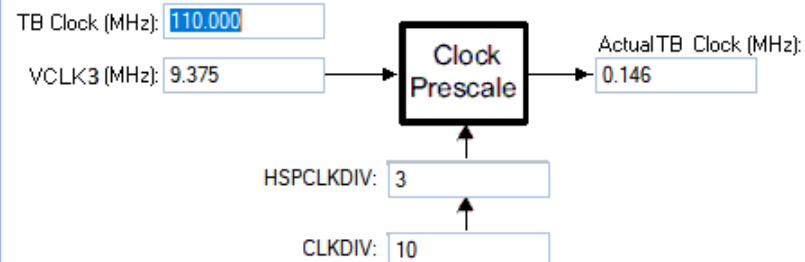 TB Clock (MHz): 110.000
Clock Prescale
ActualTB Clock (MHz):
VCLK3 (MHz): 9.375
0.146
HSPCLKDIV: 3
CLKDIV: 10